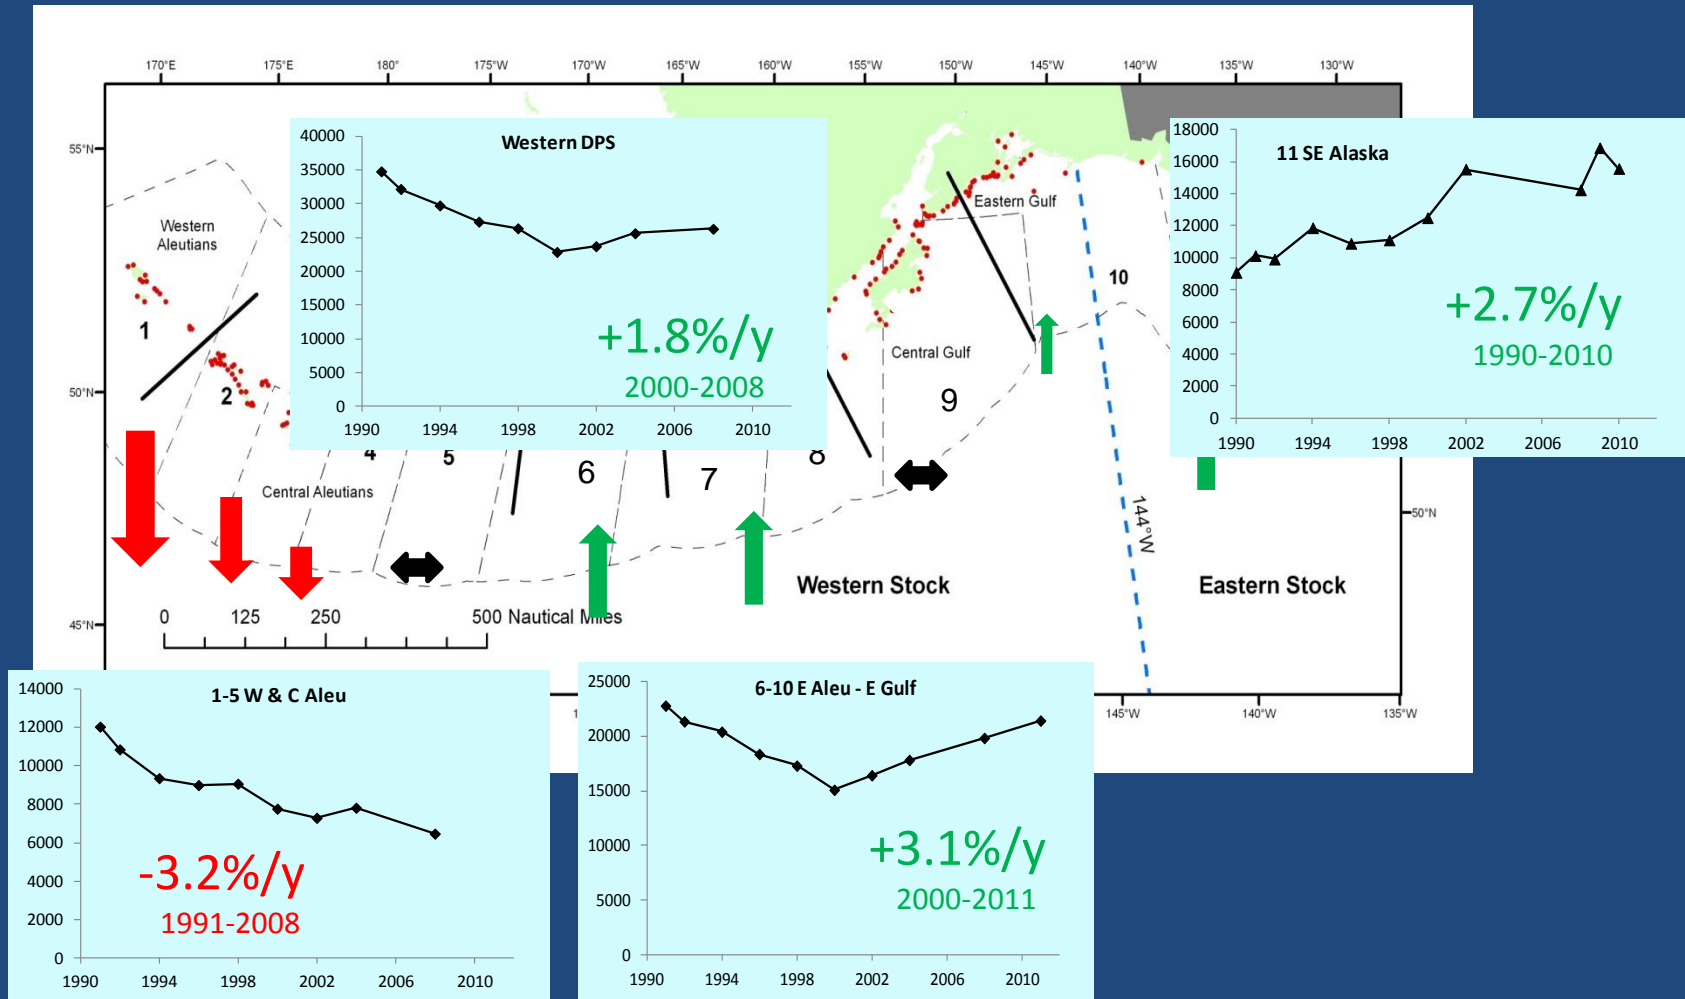 170°E 175°E 180° 175°W 170°W 165°W 160°W 155°W 150°W 145°W 140°W 135°W 130°W
55°N
50°N
45°N
50°N
Western
Aleutians
1
2
4
5
6
7
8
9
10
Central Aleutians
Central Gulf
Eastern Gulf
144°W
Western Stock
Eastern Stock
0 125 250 500 Nautical Miles
145°W 140°W 135°W
Western DPS
40000
35000
30000
25000
20000
15000
10000
5000
0
1990 1994 1998 2002 2006 2010
+1.8%/y
2000-2008
11 SE Alaska
18000
16000
14000
12000
10000
8000
6000
4000
2000
0
1990 1994 1998 2002 2006 2010
+2.7%/y
1990-2010
1-5 W & C Aleu
14000
12000
10000
8000
6000
4000
2000
0
1990 1994 1998 2002 2006 2010
-3.2%/y
1991-2008
6-10 E Aleu - E Gulf
25000
20000
15000
10000
5000
0
1990 1994 1998 2002 2006 2010
+3.1%/y
2000-2011